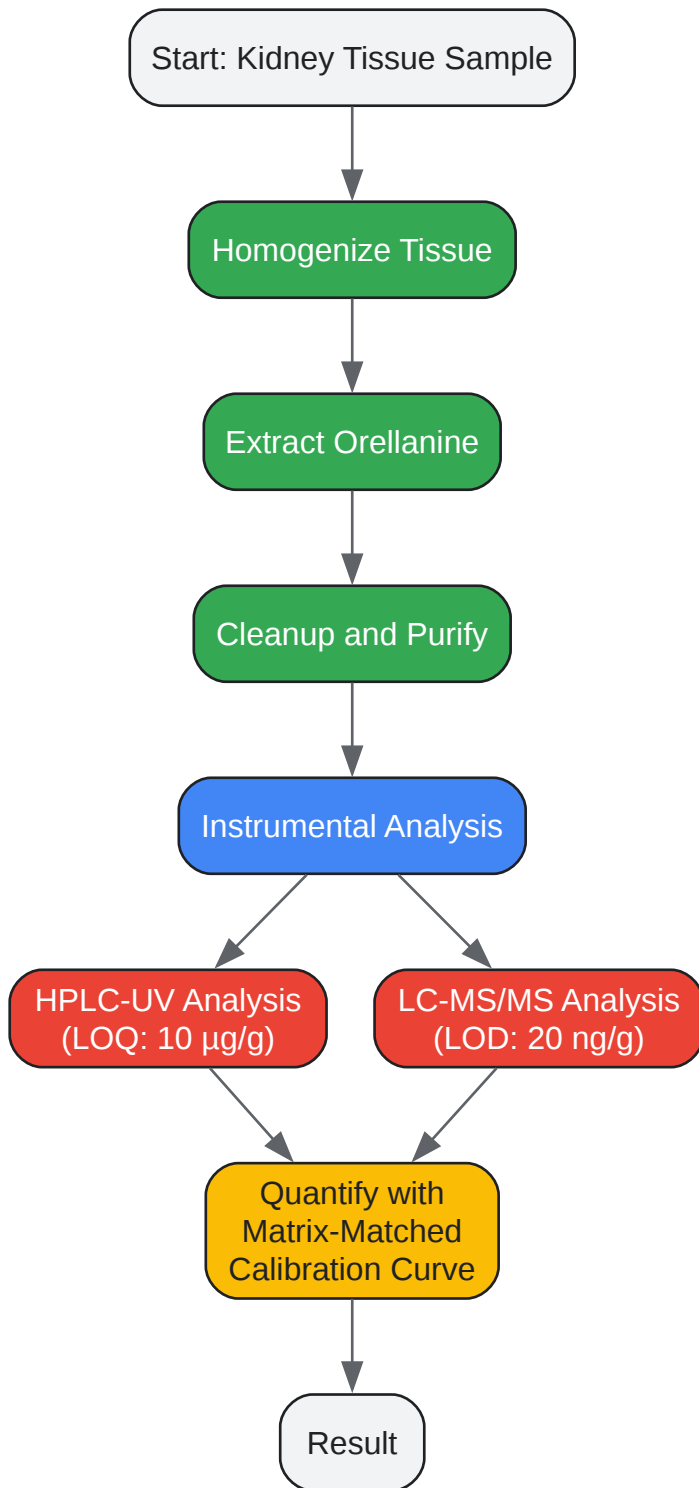 Start: Kidney Tissue Sample
Homogenize Tissue
Extract Orellanine
Cleanup and Purify
Instrumental Analysis
HPLC-UV Analysis
(LOQ: 10 µg/g)
LC-MS/MS Analysis
(LOD: 20 ng/g)
Quantify with
Matrix-Matched
Calibration Curve
Result